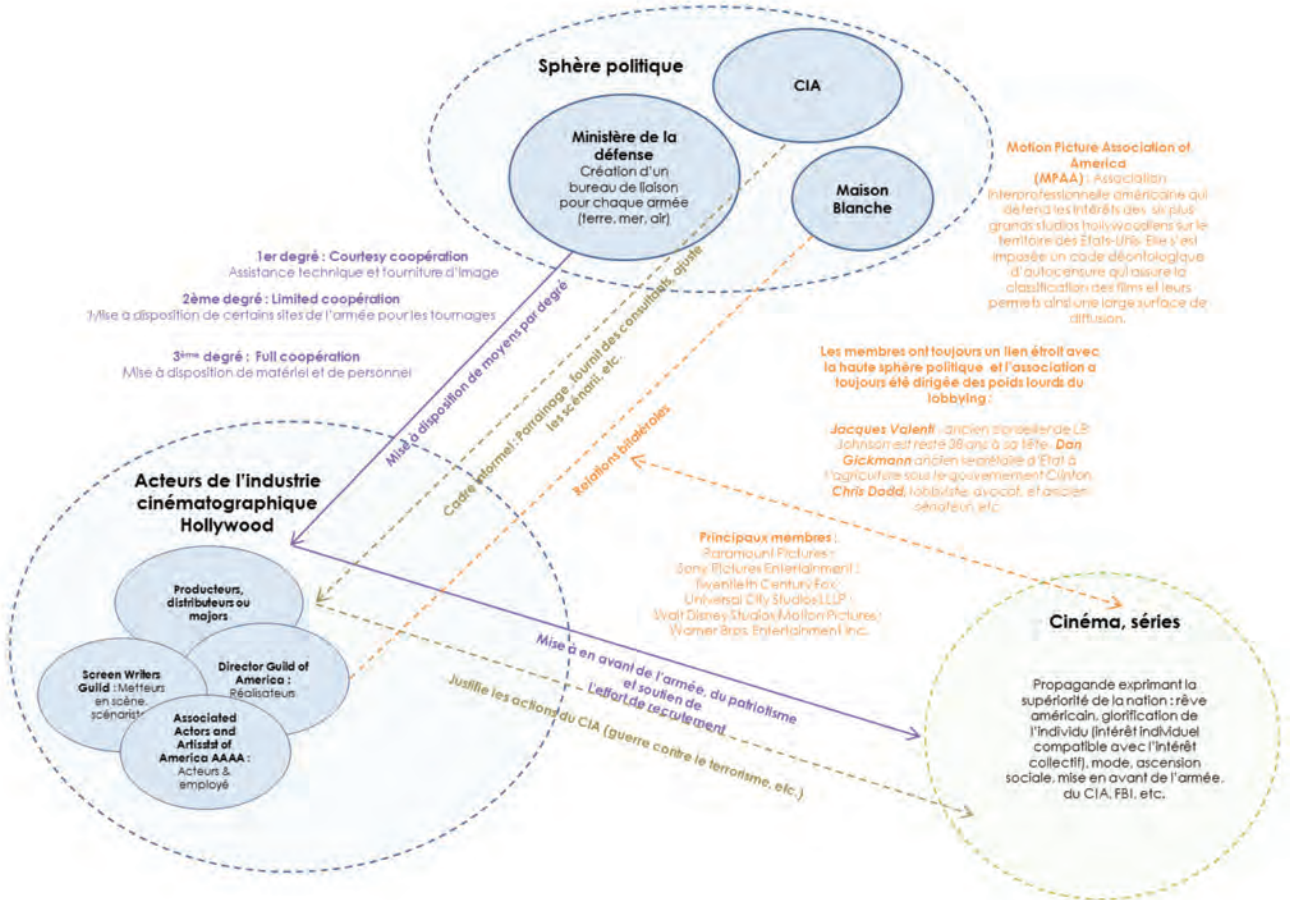 Sphère politique
CIA
Ministère de la
défense
Création d'un
bureau de liaison
pour chaque armée
(terre, mer, air)
Maison
Blanche
Motion Picture Association of
America
(MPAA) : Association
interprofessionnelle américaine qui
défend les intérêts des six plus
grands studios hollywoodiens sur le
territoire des États-Unis. Elle s'est
imposée un code déontologique
d'autocensure qui assure la
classification des films et leurs
permets ainsi une large surface de
diffusion.
1er degré : Courtesy coopération
Assistance technique et fourniture d'image
2ème degré : Limited coopération
Mise à disposition de certains sites de l'armée pour les tournages
3ème degré : Full coopération
Mise à disposition de matériel et de personnel
Mise à disposition de moyens par degré
Cadre informel : Parrainage, fournit des consultants, ajuste
les scénarii, etc.
Relations bilatérales
Les membres ont toujours un lien étroit avec
la haute sphère politique et l'association a
toujours été dirigée des poids lourds du
lobbying :
Jacques Valenti, ancien conseiller de LB
Johnson est resté 38 ans à sa tête. Dan
Gickmann ancien secrétaire d'Etat à
l'agriculture sous le gouvernement Clinton.
Chris Dodd, lobbyiste, avocat, et ancien
sénateur, etc.
Acteurs de l'industrie
cinématographique
Hollywood
Producteurs,
distributeurs ou
majors
Screen Writers
Guild : Metteurs
en scène,
scénarist
Director Guild of
America :
Réalisateurs
Associated
Actors and
Artissist of
America AAAA :
Acteurs &
employé
Principaux membres :
Paramount Pictures ;
Sony Pictures Entertainment ;
Twentieth Century Fox ;
Universal City Studios LLLP ;
Walt Disney Studios Motion Pictures ;
Warner Bros. Entertainment Inc.
Mise à en avant de l'armée, du patriotisme
et soutien de
L'effort de recrutement
Justifie les actions du CIA (guerre contre le terrorisme, etc.)
Cinéma, séries
Propagande exprimant la
supériorité de la nation : rêve
américain, glorification de
l'individu (intérêt individuel
compatible avec l'intérêt
collectif), mode, ascension
sociale, mise en avant de l'armée,
du CIA, FBI, etc.